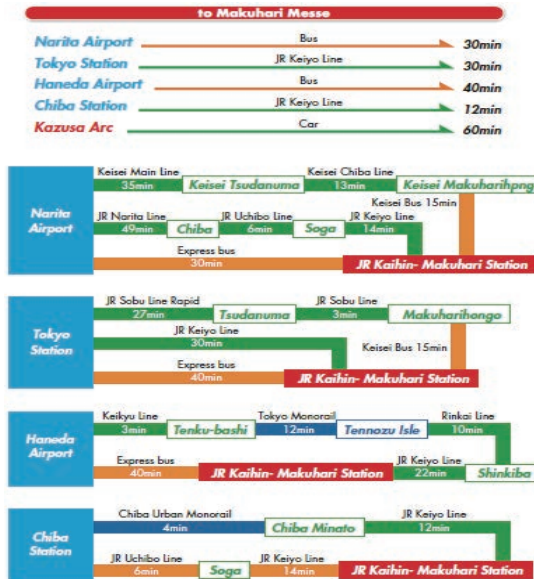 to Makuhari Messe
Narita Airport Bus 30min
Tokyo Station JR Keiyo Line 30min
Haneda Airport Bus 40min
Chiba Station JR Keiyo Line 12min
Kazusa Arc Car 60min
Keisei Main Line Keisei Chiba Line
35min Keisei Tsudanuma 13min Keisei Makuharihpng
Keisei Bus 15min
Narita
Airport
JR Narita Line JR Uchibo Line JR Keiyo Line
49min Chiba 6min Soga 14min
Express bus
30min JR Kaihin- Makuhari Station
JR Sobu Line Rapid JR Sobu Line
27min Tsudanuma 3min Makuharihongo
Tokyo
Station
JR Keiyo Line
30min
Keisei Bus 15min
Express bus
40min JR Kaihin- Makuhari Station
Keikyu Line Tokyo Monorail Rinkai Line
3min Tenku-bashi 12min Tennozu Isle 10min
Haneda
Airport
Express bus JR Keiyo Line
40min JR Kaihin- Makuhari Station 22min Shinkiba
Chiba Urban Monorail JR Keiyo Line
4min Chiba Minato 12min
Chiba
Station
JR Uchibo Line JR Keiyo Line
6min Soga 14min JR Kaihin- Makuhari Station